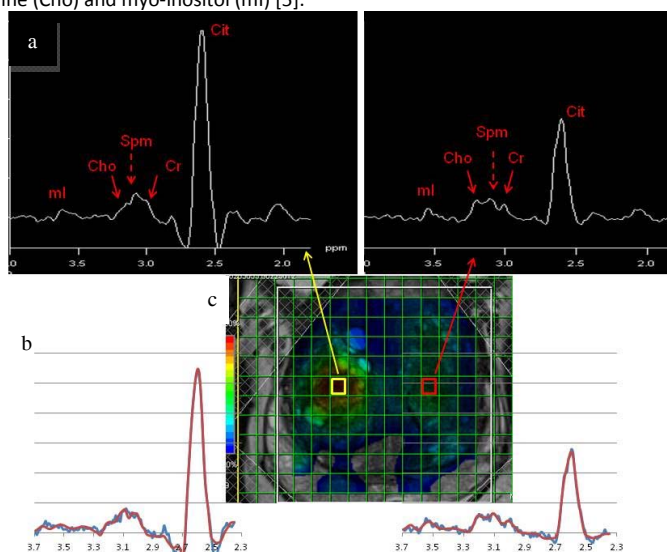 ine (Cho) and myo-inositol (mI) [3].
a
Cit
Spm
Cho
Cr
mI
3.0
2.5
2.0
ppm
Cit
Spm
Cho
Cr
mI
3.5
3.0
2.5
2.0
c
b
3.7 3.5 3.3 3.1 2.9 2.7 2.5 2.3
3.7 3.5 3.3 3.1 2.9 2.7 2.5 2.3